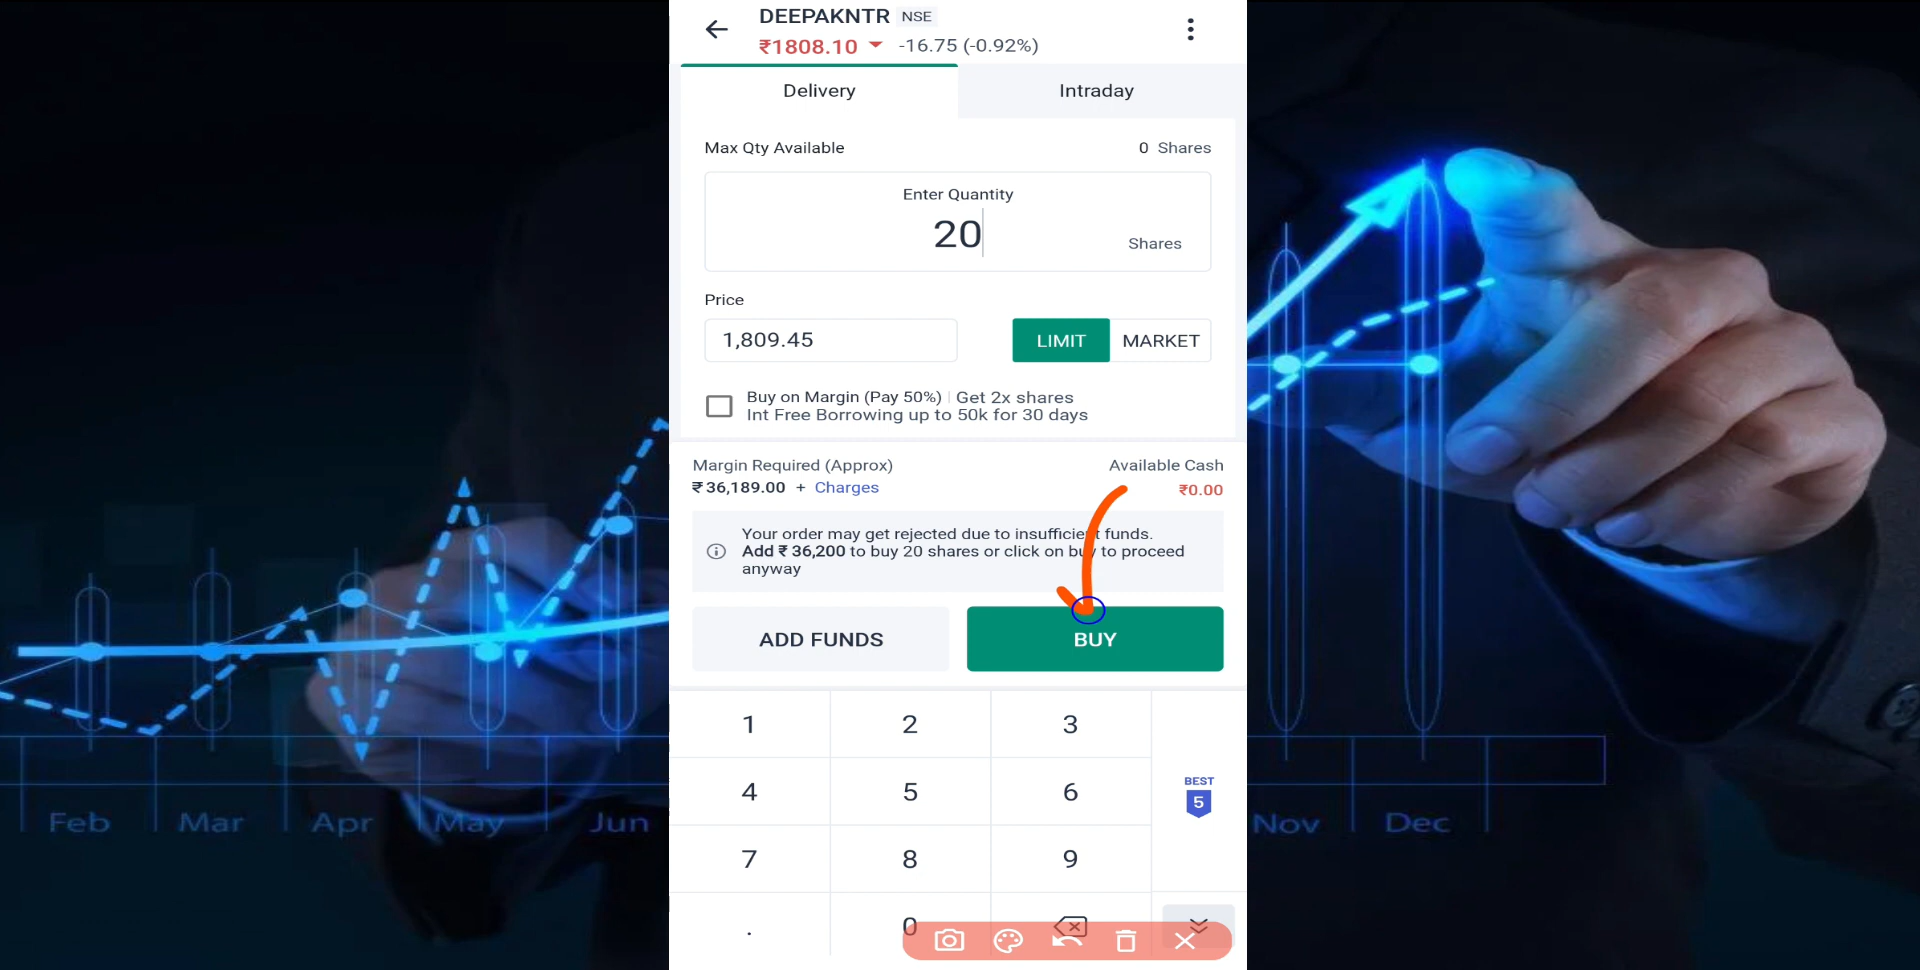 DEEPAKNTR NSE
₹1808.10 -16.75 (-0.92%)
Delivery
Intraday
Max Qty Available
0 Shares
Enter Quantity
20
Shares
Price
1,809.45
LIMIT
MARKET
Buy on Margin (Pay 50%) | Get 2x shares
Int Free Borrowing up to 50k for 30 days
Margin Required (Approx)
Available Cash
₹36,189.00 + Charges
₹0.00
Your order may get rejected due to insufficient funds.
Add ₹ 36,200 to buy 20 shares or click on buy to proceed
anyway
ADD FUNDS
BUY
1 2 3
4 5 6
BEST
5
7 8 9
. 0
Feb Mar Apr May Jun
Nov Dec